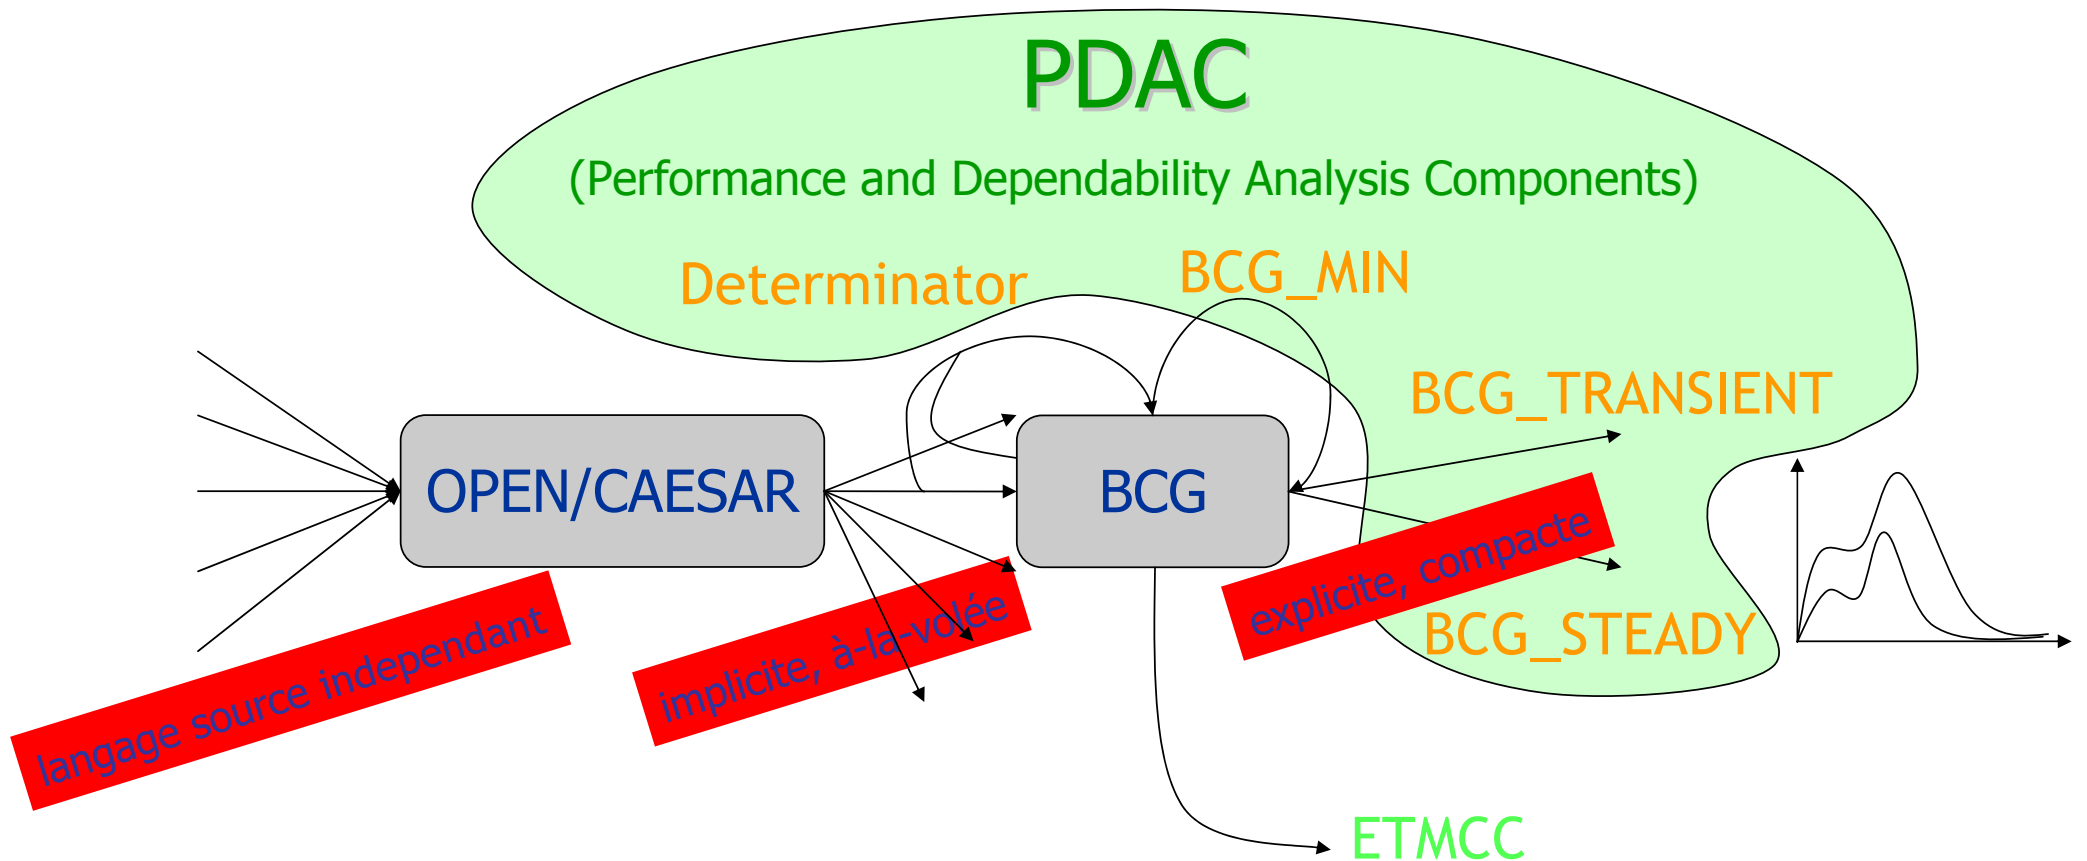 PDAC
(Performance and Dependability Analysis Components)
Determinator
BCG_MIN
BCG_TRANSIENT
OPEN/CAESAR
BCG
explicite, compacte
implicite, à-la-volée
langage source independant
BCG_STEADY
ETMCC